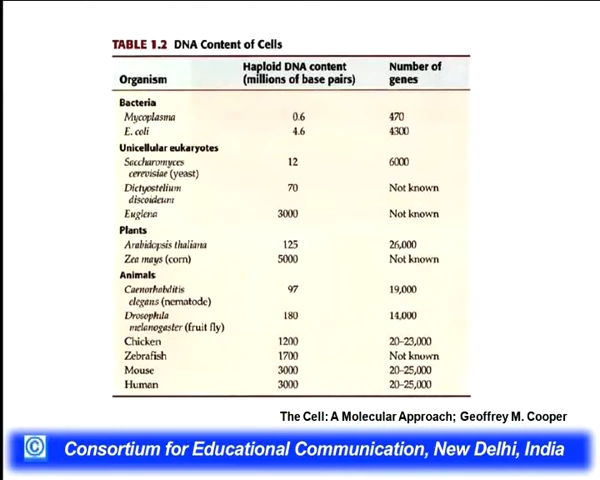 TABLE 1.2 DNA Content of Cells
Organism Haploid DNA content (millions of base pairs) Number of genes
Bacteria
Mycoplasma 0.6 470
E. coli 4.6 4300
Unicellular eukaryotes
Saccharomyces cerevisiae (yeast) 12 6000
Dictyostelium discoideum 70 Not known
Euglena 3000 Not known
Plants
Arabidopsis thaliana 125 26,000
Zea mays (corn) 5000 Not known
Animals
Caenorhabditis elegans (nematode) 97 19,000
Drosophila melanogaster (fruit fly) 180 14,000
Chicken 1200 20–23,000
Zebrafish 1700 Not known
Mouse 3000 20–25,000
Human 3000 20–25,000
The Cell: A Molecular Approach; Geoffrey M. Cooper
© Consortium for Educational Communication, New Delhi, India